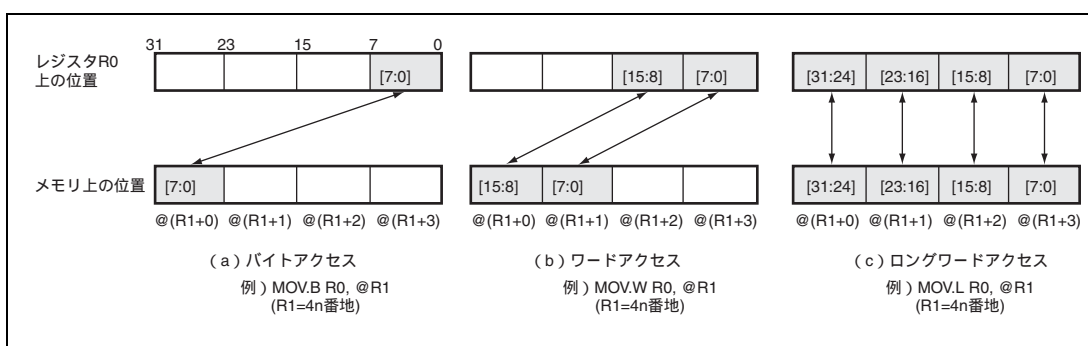 31 23 15 7 0
レジスタR0
上の位置
[7:0]
[15:8] [7:0]
[31:24] [23:16] [15:8] [7:0]
メモリ上の位置
[7:0]
[15:8] [7:0]
[31:24] [23:16] [15:8] [7:0]
@(R1+0) @(R1+1) @(R1+2) @(R1+3)
@(R1+0) @(R1+1) @(R1+2) @(R1+3)
@(R1+0) @(R1+1) @(R1+2) @(R1+3)
(a)バイトアクセス
例)MOV.B R0, @R1
(R1=4n番地)
(b)ワードアクセス
例)MOV.W R0, @R1
(R1=4n番地)
(c)ロングワードアクセス
例)MOV.L R0, @R1
(R1=4n番地)